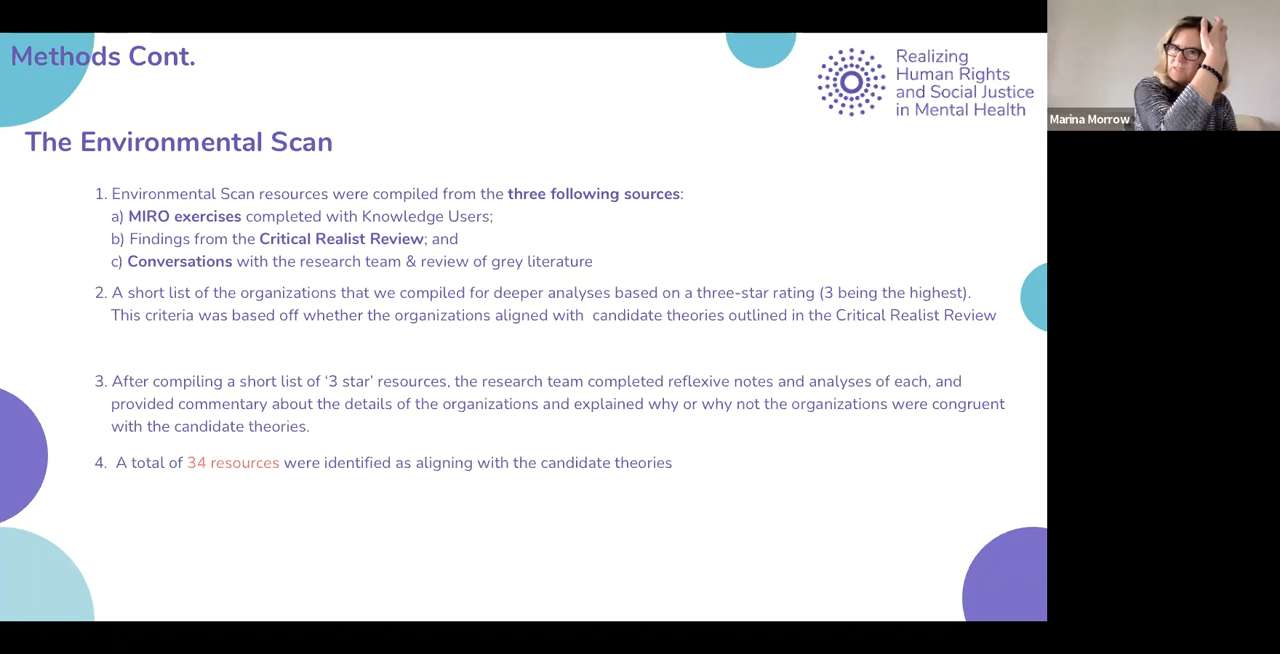 Methods Cont.
Realizing
Human Rights
and Social Justice
in Mental Health
Marina Morrow
The Environmental Scan
1. Environmental Scan resources were compiled from the three following sources:
a) MIRO exercises completed with Knowledge Users;
b) Findings from the Critical Realist Review; and
c) Conversations with the research team & review of grey literature
2. A short list of the organizations that we compiled for deeper analyses based on a three-star rating (3 being the highest).
This criteria was based off whether the organizations aligned with candidate theories outlined in the Critical Realist Review
3. After compiling a short list of ‘3 star’ resources, the research team completed reflexive notes and analyses of each, and
provided commentary about the details of the organizations and explained why or why not the organizations were congruent
with the candidate theories.
4. A total of 34 resources were identified as aligning with the candidate theories